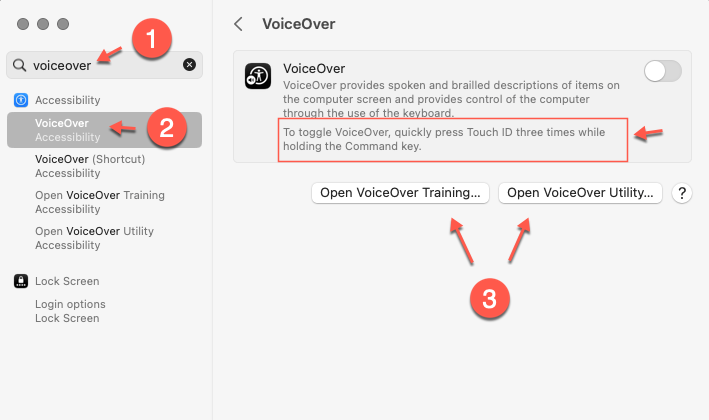 1
voiceover
Accessibility
VoiceOver
Accessibility
2
VoiceOver (Shortcut)
Accessibility
Open VoiceOver Training
Accessibility
Open VoiceOver Utility
Accessibility
Lock Screen
Login options
Lock Screen
VoiceOver
VoiceOver
VoiceOver provides spoken and brailled descriptions of items on
the computer screen and provides control of the computer
through the use of the keyboard.
To toggle VoiceOver, quickly press Touch ID three times while
holding the Command key.
Open VoiceOver Training...
Open VoiceOver Utility...
?
3